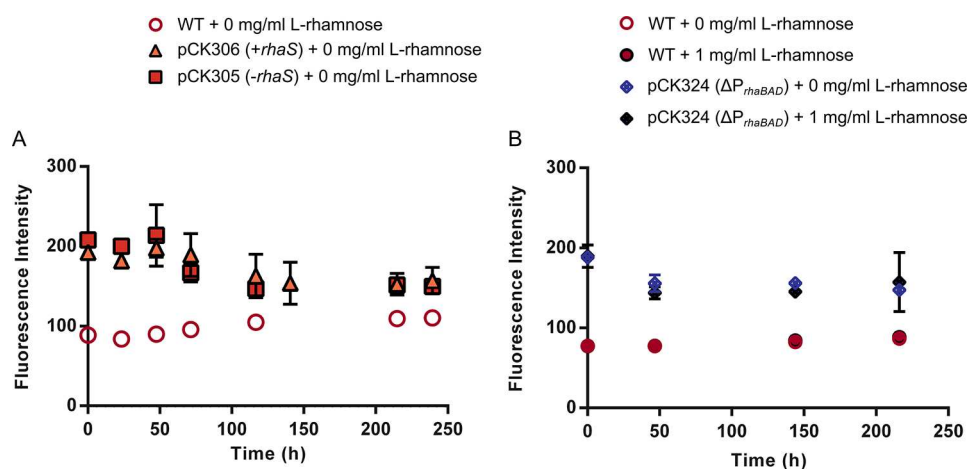 WT + 0 mg/ml L-rhamnose
pCK306 (+rhaS) + 0 mg/ml L-rhamnose
pCK305 (-rhaS) + 0 mg/ml L-rhamnose
WT + 0 mg/ml L-rhamnose
WT + 1 mg/ml L-rhamnose
pCK324 (ΔPrhaBAD) + 0 mg/ml L-rhamnose
pCK324 (ΔPrhaBAD) + 1 mg/ml L-rhamnose
A
Fluorescence Intensity
300
200
100
0
0 50 100 150 200 250
Time (h)
B
Fluorescence Intensity
300
200
100
0
0 50 100 150 200 250
Time (h)